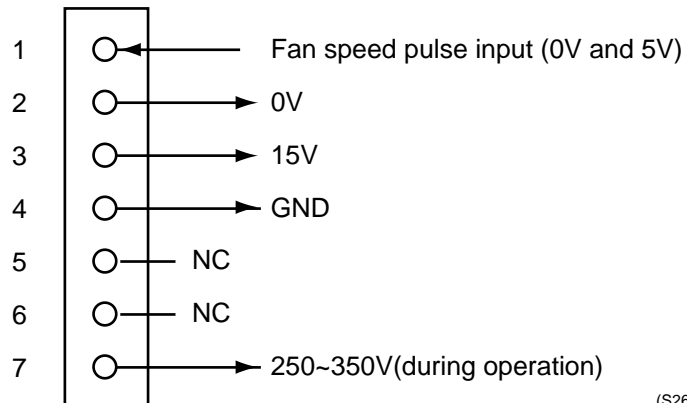 1 Fan speed pulse input (0V and 5V)
2 0V
3 15V
4 GND
5 NC
6 NC
7 250~350V(during operation)
(S26